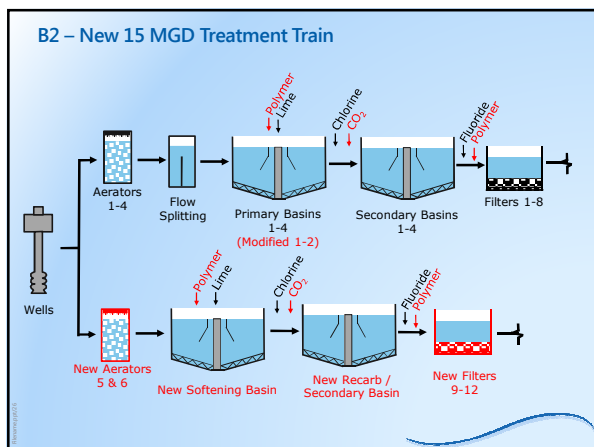 B2 – New 15 MGD Treatment Train
Polymer
Lime
Chlorine
CO2
Fluoride
Polymer
Aerators
1-4
Flow
Splitting
Primary Basins
1-4
(Modified 1-2)
Secondary Basins
1-4
Filters 1-8
Wells
Polymer
Lime
Chlorine
CO2
Fluoride
Polymer
New Aerators
5 & 6
New Softening Basin
New Recarb /
Secondary Basin
New Filters
9-12